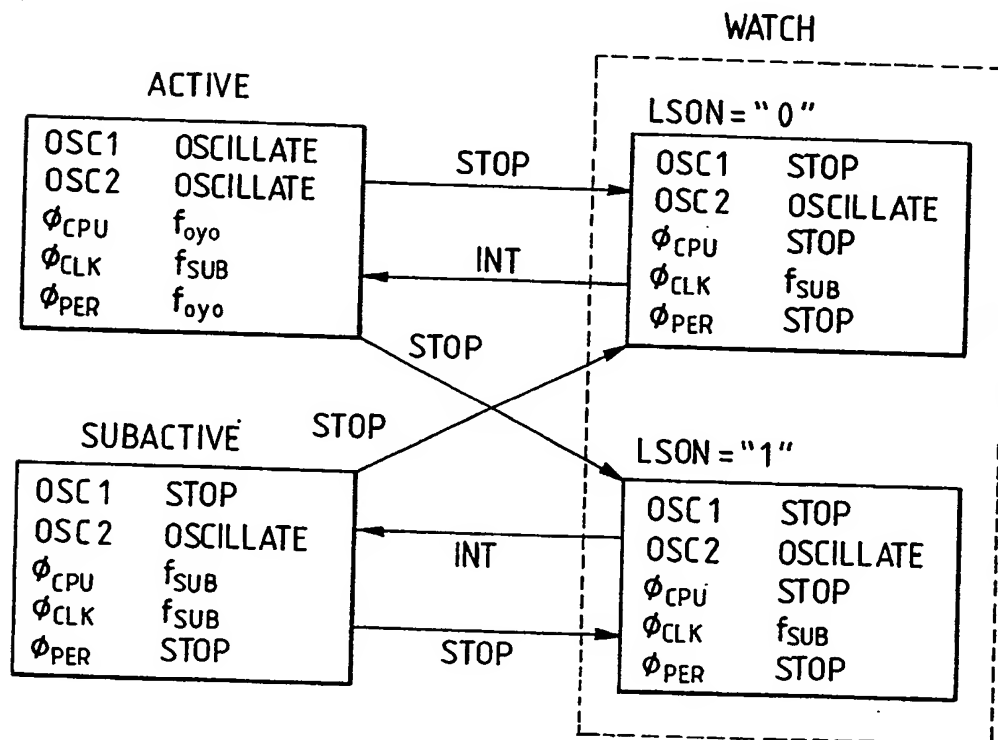 WATCH
ACTIVE
OSC1 OSCILLATE
OSC2 OSCILLATE
ϕCPU foyo
ϕCLK fSUB
ϕPER foyo
STOP
INT
LSON = "0"
OSC1 STOP
OSC2 OSCILLATE
ϕCPU STOP
ϕCLK fSUB
ϕPER STOP
STOP
STOP
SUBACTIVE
OSC1 STOP
OSC2 OSCILLATE
ϕCPU fSUB
ϕCLK fSUB
ϕPER STOP
INT
STOP
LSON = "1"
OSC1 STOP
OSC2 OSCILLATE
ϕCPU STOP
ϕCLK fSUB
ϕPER STOP